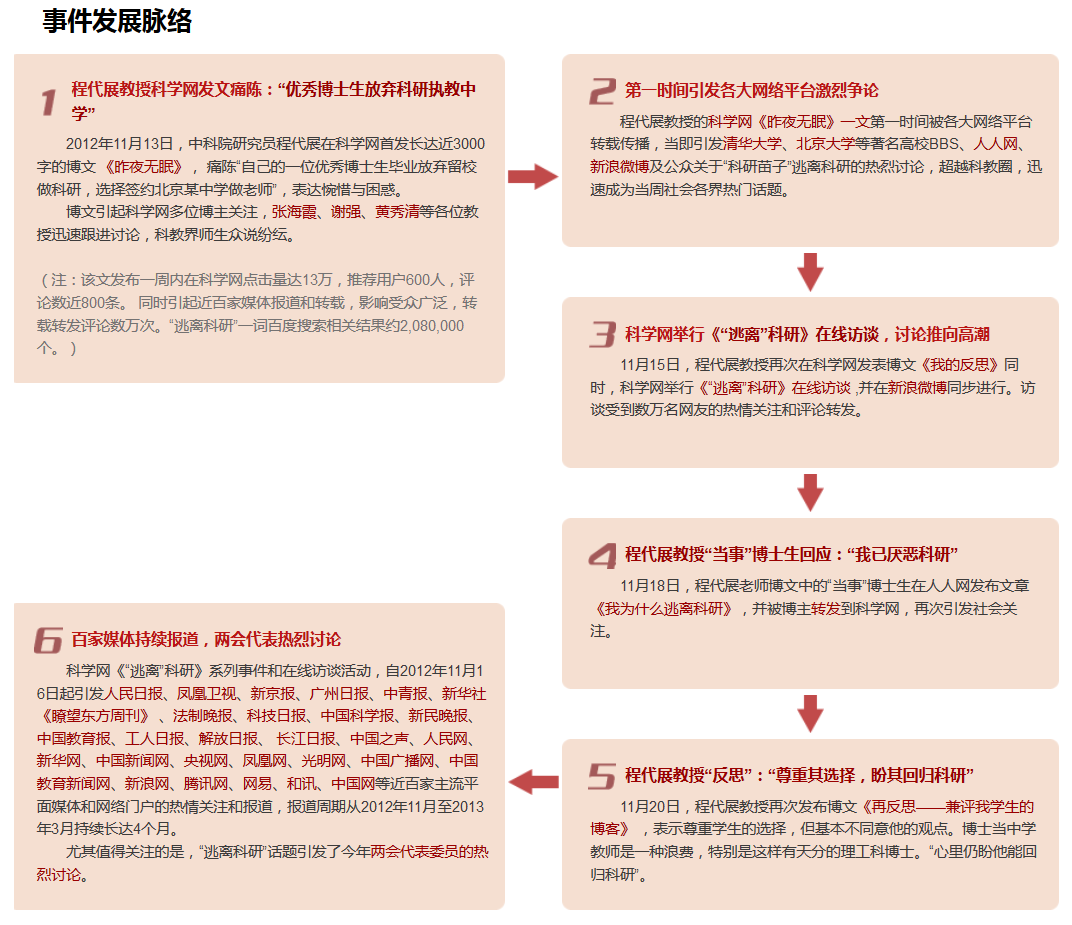 事件发展脉络
1 程代展教授科学网发文痛陈：“优秀博士生放弃科研执教中
学”
2012年11月13日，中科院研究员程代展在科学网首发长达近3000
字的博文 《昨夜无眠》， 痛陈“自己的一位优秀博士生毕业放弃留校
做科研，选择签约北京某中学做老师”，表达惋惜与困惑。
博文引起科学网多位博主关注，张海霞、谢强、黄秀清等各位教
授迅速跟进讨论，科教界师生众说纷纭。
（注：该文发布一周内在科学网点击量达13万，推荐用户600人，评
论数近800条。 同时引起近百家媒体报道和转载，影响受众广泛，转
载转发评论数万次。“逃离科研”一词百度搜索相关结果约2,080,000
个。 ）
2 第一时间引发各大网络平台激烈争论
程代展教授的科学网《昨夜无眠》一文第一时间被各大网络平台
转载传播，当即引发清华大学、北京大学等著名高校BBS、人人网、
新浪微博及公众关于“科研苗子”逃离科研的热烈讨论，超越科教圈，迅
速成为当周社会各界热门话题。
3 科学网举行《“逃离”科研》在线访谈，讨论推向高潮
11月15日，程代展教授再次在科学网发表博文《我的反思》同
时，科学网举行《“逃离”科研》在线访谈 ,并在新浪微博同步进行。访
谈受到数万名网友的热情关注和评论转发。
4 程代展教授“当事”博士生回应：“我已厌恶科研”
11月18日，程代展老师博文中的“当事”博士生在人人网发布文章
《我为什么逃离科研》，并被博主转发到科学网，再次引发社会关
注。
5 程代展教授“反思”：“尊重其选择，盼其回归科研”
11月20日，程代展教授再次发布博文《再反思——兼评我学生的
博客》 ，表示尊重学生的选择，但基本不同意他的观点。博士当中学
教师是一种浪费，特别是这样有天分的理工科博士。“心里仍盼他能回
归科研”。
6 百家媒体持续报道，两会代表热烈讨论
科学网《“逃离”科研》系列事件和在线访谈活动，自2012年11月1
6日起引发人民日报、凤凰卫视、新京报、广州日报、中青报、新华社
《瞭望东方周刊》 、法制晚报、科技日报、中国科学报、新民晚报、
中国教育报、工人日报、解放日报、 长江日报、中国之声、人民网、
新华网、中国新闻网、央视网、凤凰网、光明网、中国广播网、中国
教育新闻网、新浪网、腾讯网、网易、和讯、中国网等近百家主流平
面媒体和网络门户的热情关注和报道，报道周期从2012年11月至2013
年3月持续长达4个月。
尤其值得关注的是，“逃离科研”话题引发了今年两会代表委员的热
烈讨论。